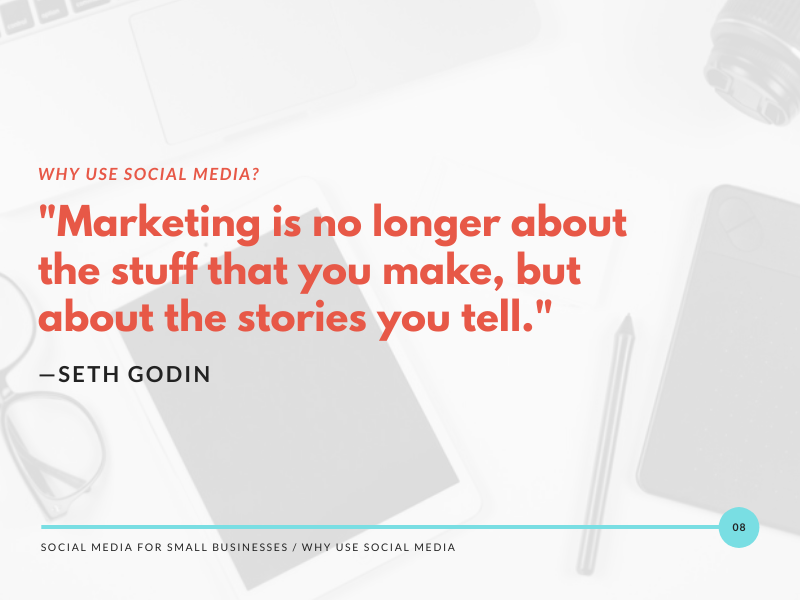 WHY USE SOCIAL MEDIA?
"Marketing is no longer about
the stuff that you make, but
about the stories you tell."
—SETH GODIN
08
SOCIAL MEDIA FOR SMALL BUSINESSES / WHY USE SOCIAL MEDIA